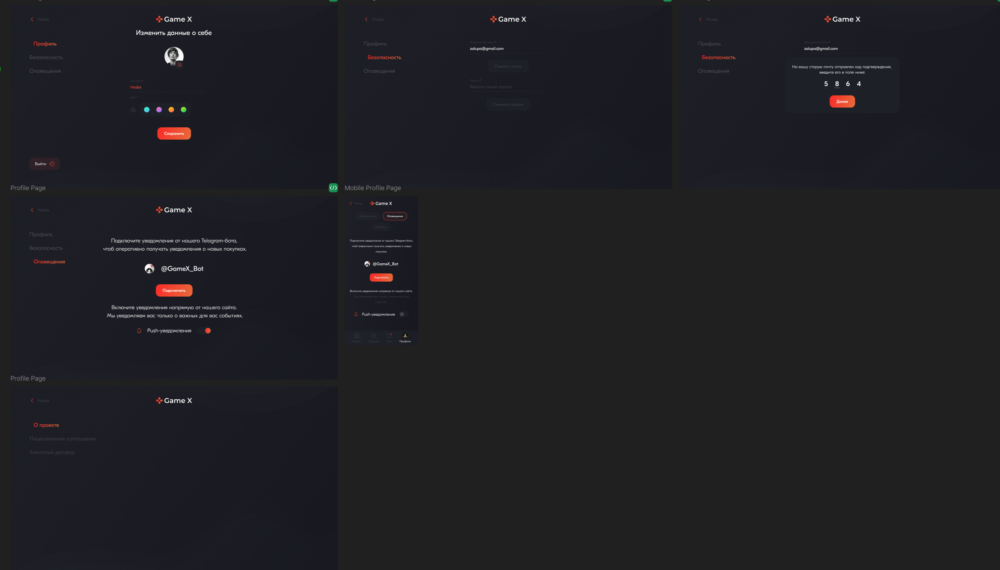 Назад
Game X
Изменить данные о себе
Профиль
Безопасность
Оповещения
Никнейм *
Hndrx
Цвет *
Сохранить
Выйти
Назад
Game X
Профиль
Безопасность
Оповещения
Электронная почта *
zalupa@gmail.com
Сменить почту
Пароль *
Введите новый пароль
Сменить пароль
Назад
Game X
Профиль
Безопасность
Оповещения
Электронная почта *
zalupa@gmail.com
На вашу старую почту отправлен код подтверждения,
введите его в поле ниже:
5 8 6 4
Далее
Profile Page
Назад
Game X
Профиль
Безопасность
Оповещения
Подключите уведомления от нашего Telagram-бота,
чтоб оперативно получать уведомления о новых покупках.
@GameX_Bot
Подключить
Включите уведомления напрямую от нашего сайта.
Мы уведомляем вас только о важных для вас событиях.
Push-уведомления
Mobile Profile Page
Назад
Game X
Безопасность
Оповещения
Профиль
Подключите уведомления от нашего Telagram-бота,
чтоб оперативно получать уведомления о новых
покупках.
@GameX_Bot
Подключить
Включите уведомления напрямую от нашего сайта.
Мы уведомляем вас только о важных для вас
событиях.
Push-уведомления
Каталог
Продажи
Чаты
Профиль
Profile Page
Назад
Game X
О проекте
Лицензионное соглашение
Агентский договор